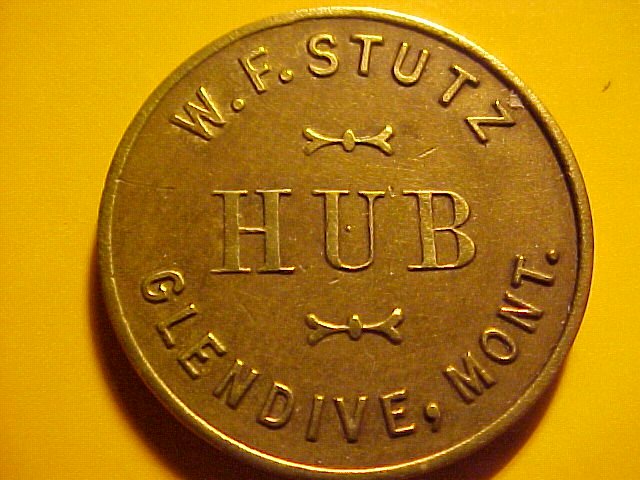 W. F. STUTZ
HUB
GLENDIVE, MONT.